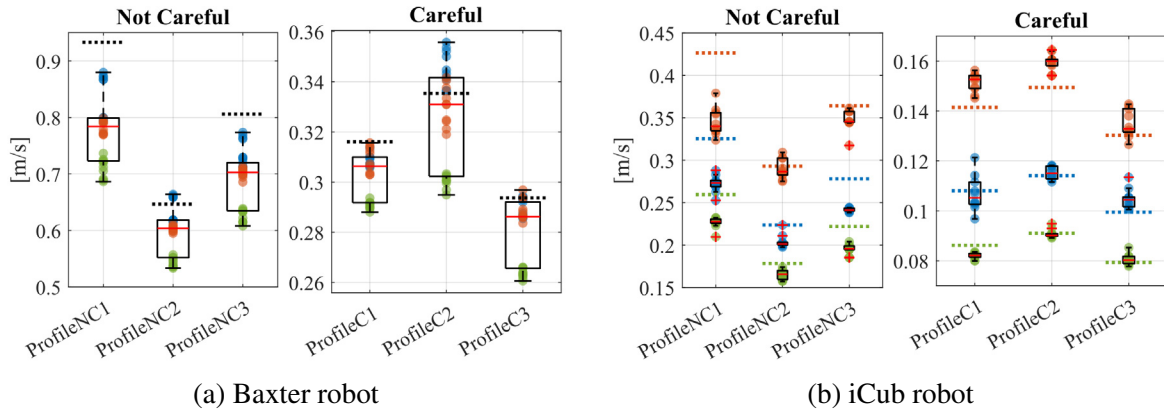 Not Careful
Careful
Not Careful
Careful
[m/s]
0.9
0.8
0.7
0.6
0.5
ProfileNC1
ProfileNC2
ProfileNC3
0.36
0.34
0.32
0.3
0.28
0.26
ProfileC1
ProfileC2
ProfileC3
[m/s]
0.45
0.4
0.35
0.3
0.25
0.2
0.15
ProfileNC1
ProfileNC2
ProfileNC3
0.16
0.14
0.12
0.1
0.08
ProfileC1
ProfileC2
ProfileC3
(a) Baxter robot
(b) iCub robot